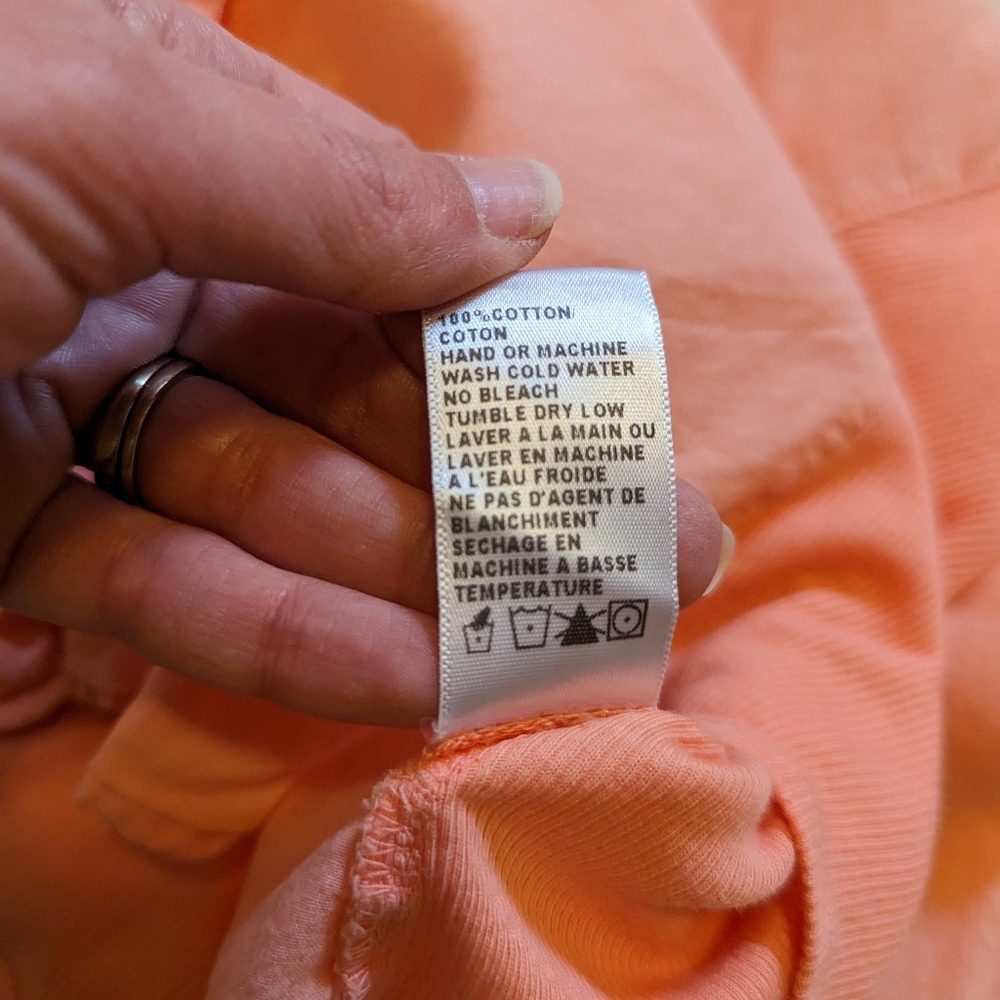 100% COTTON/
COTON
HAND OR MACHINE
WASH COLD WATER
NO BLEACH
TUMBLE DRY LOW
LAVER A LA MAIN OU
LAVER EN MACHINE
A L'EAU FROIDE
NE PAS D'AGENT DE
BLANCHIMENT
SECHAGE EN
MACHINE A BASSE
TEMPERATURE